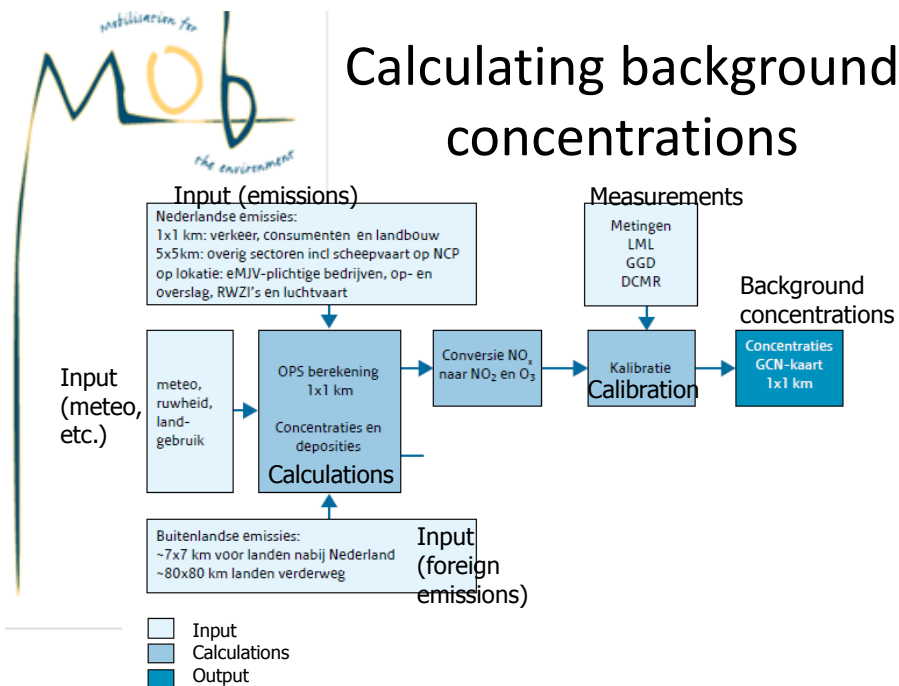 mobilisation for
Mob
the environment
Calculating background
concentrations
Input (emissions)
Nederlandse emissies:
1x1 km: verkeer, consumenten en landbouw
5x5km: overig sectoren incl scheepvaart op NCP
op lokatie: eMJV-plichtige bedrijven, op- en
overslag, RWZI's en luchtvaart
Measurements
Metingen
LML
GGD
DCMR
Background
concentrations
Input
(meteo,
etc.)
meteo,
ruwheid,
land-
gebruik
OPS berekening
1x1 km
Concentraties en
deposities
Calculations
Conversie NOx
naar NO2 en O3
Kalibratie
Calibration
Concentraties
GCN-kaart
1x1 km
Buitenlandse emissies:
~7x7 km voor landen nabij Nederland
~80x80 km landen verderweg
Input
(foreign
emissions)
Input
Calculations
Output